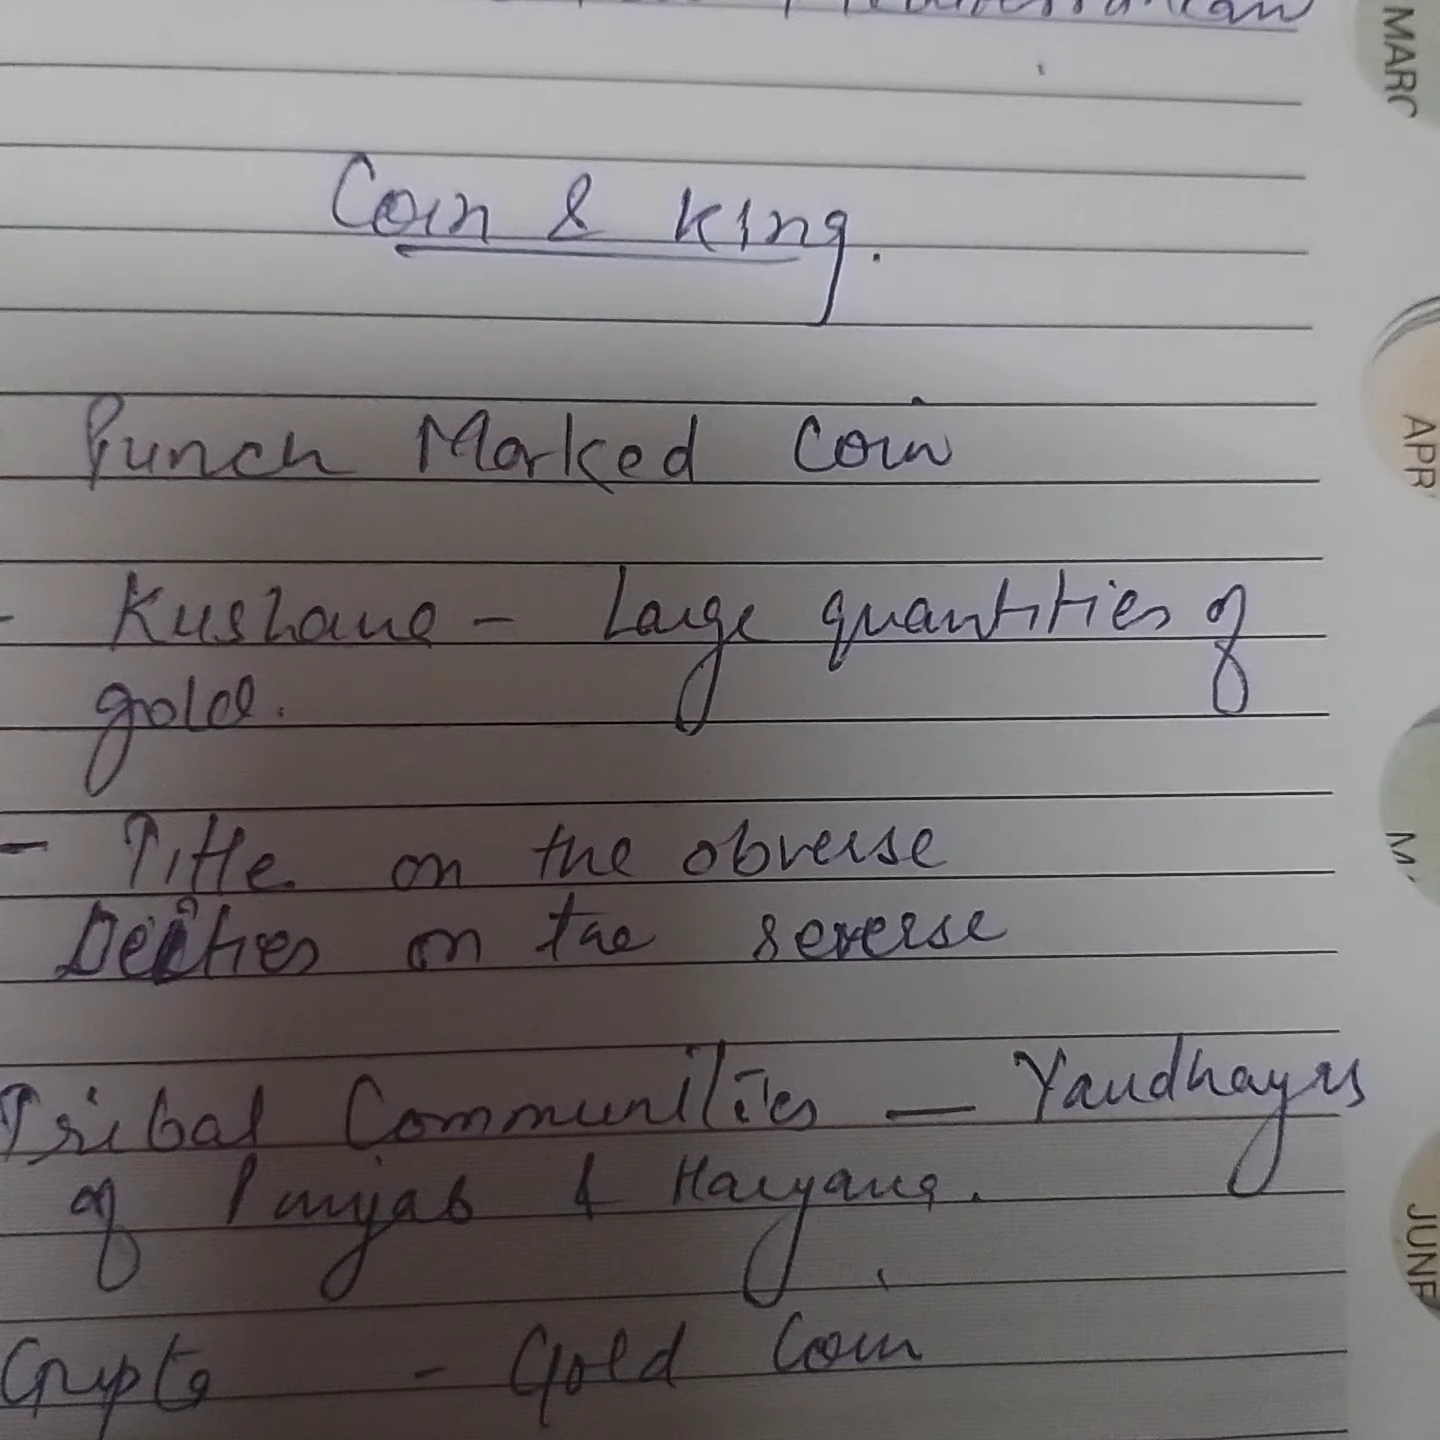 Coin & King.
Punch Marked Coin
- Kushana - Large quantities of
gold.
- Title on the obverse
Deities on the reverse
Tribal Communities — Yaudhayas
of Punjab & Haryana.
Gupta - Gold Coin
MARC
APR
M
JUNE